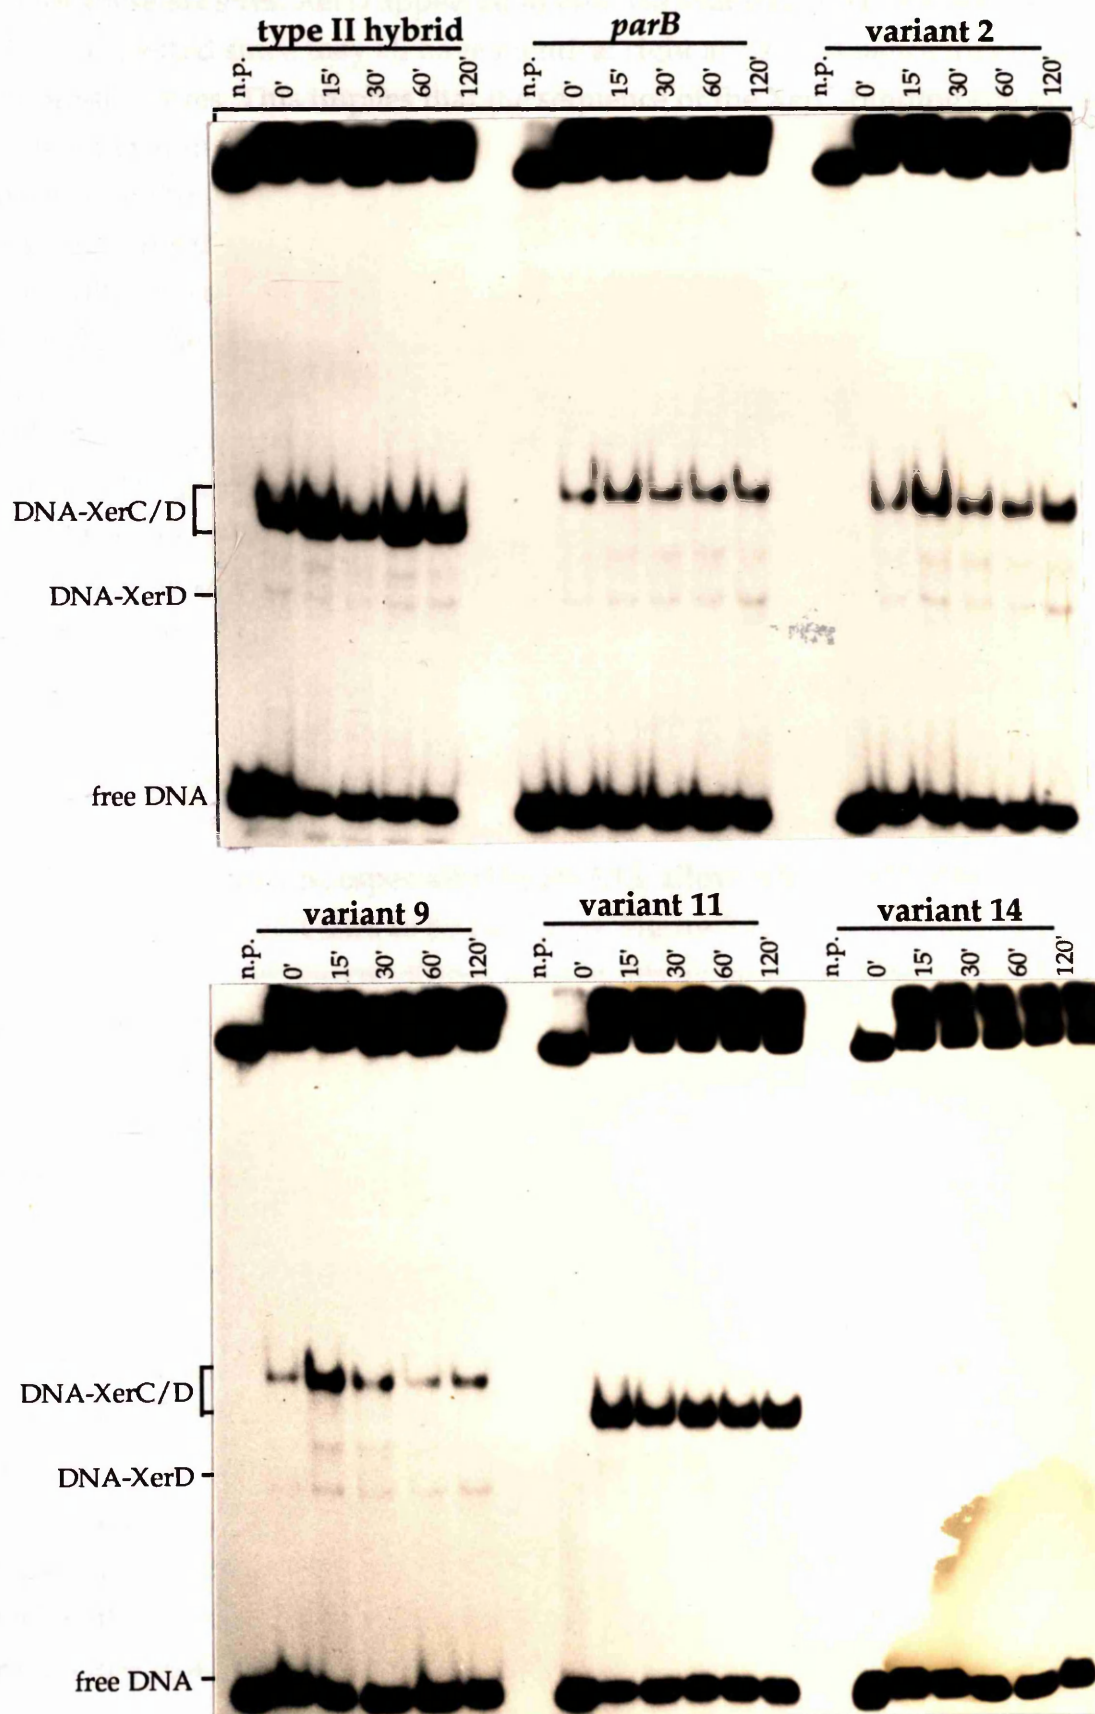 type II hybrid parB variant 2
n.p. 0' 15' 30' 60' 120' n.p. 0' 15' 30' 60' 120' n.p. 0' 15' 30' 60' 120'
DNA-XerC/D
DNA-XerD
free DNA
variant 9 variant 11 variant 14
n.p. 0' 15' 30' 60' 120' n.p. 0' 15' 30' 60' 120' n.p. 0' 15' 30' 60' 120'
DNA-XerC/D
DNA-XerD
free DNA